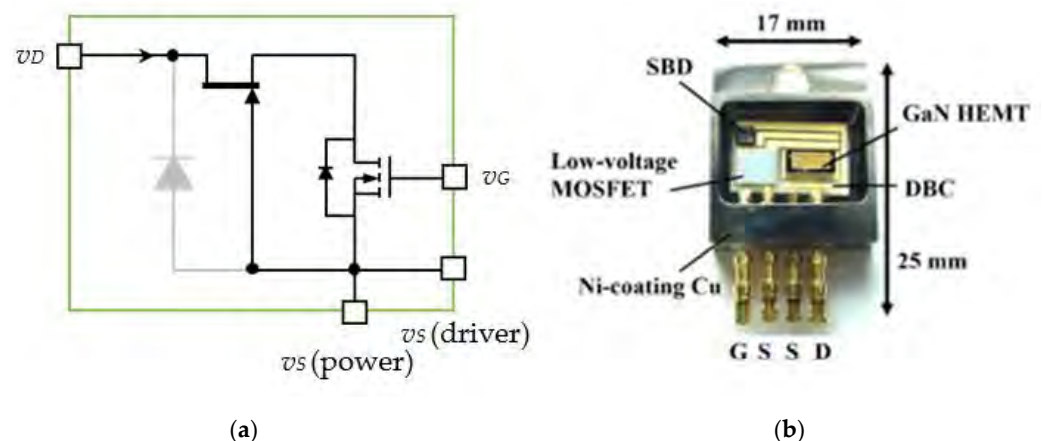 vD
vG
vS (driver)
vS (power)
(a)
17 mm
SBD
GaN HEMT
Low-voltage
MOSFET
DBC
Ni-coating Cu
25 mm
G S S D
(b)